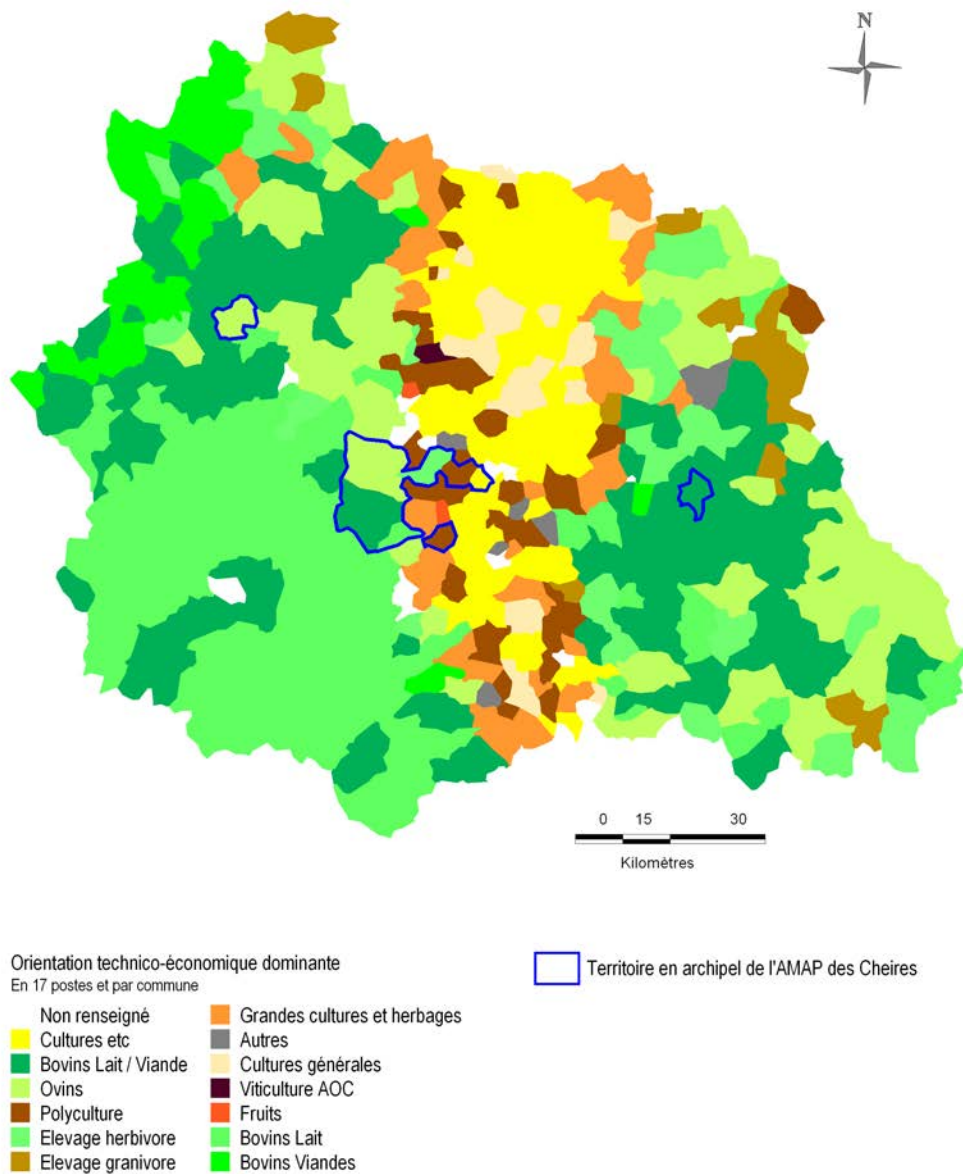 N
0 15 30
Kilomètres
Orientation technico-économique dominante
En 17 postes et par commune
Non renseigné
Cultures etc
Bovins Lait / Viande
Ovins
Polyculture
Elevage herbivore
Elevage granivore
Grandes cultures et herbages
Autres
Cultures générales
Viticulture AOC
Fruits
Bovins Lait
Bovins Viandes
Territoire en archipel de l'AMAP des Cheires